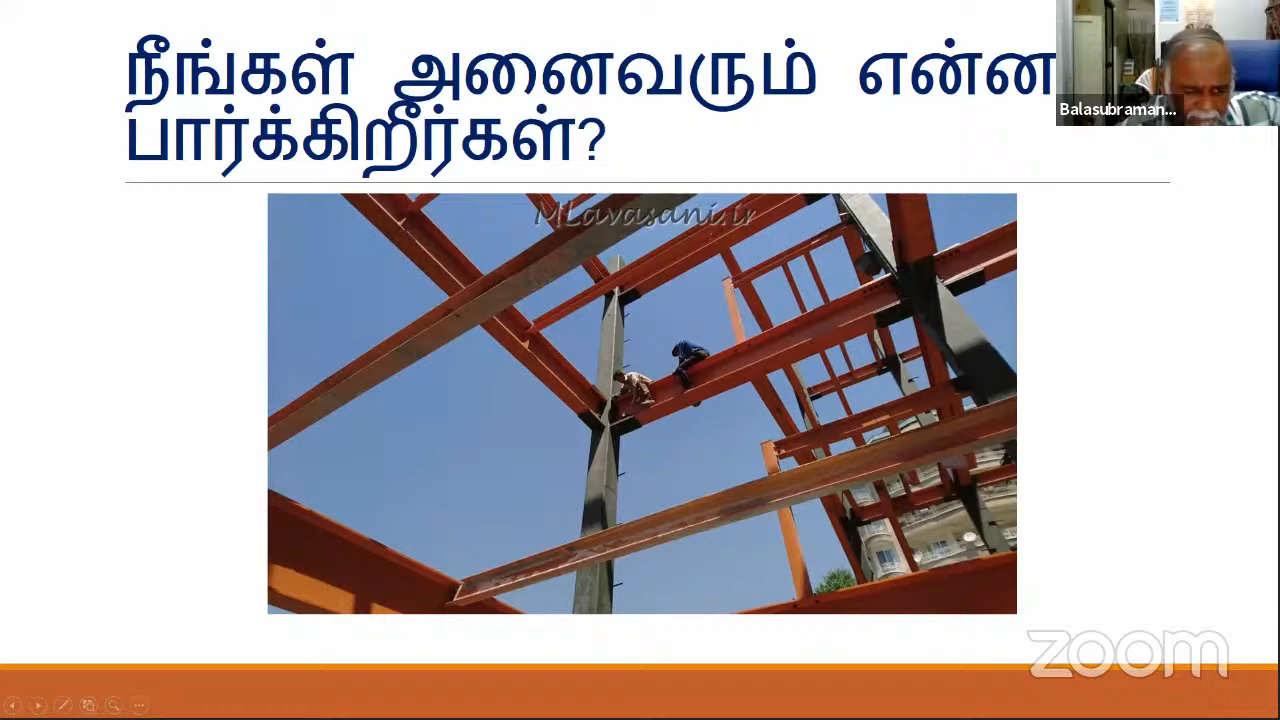 நீங்கள் அனைவரும் என்ன
பார்க்கிறீர்கள்?
Balasubraman...
MLavasani.ir
zoom